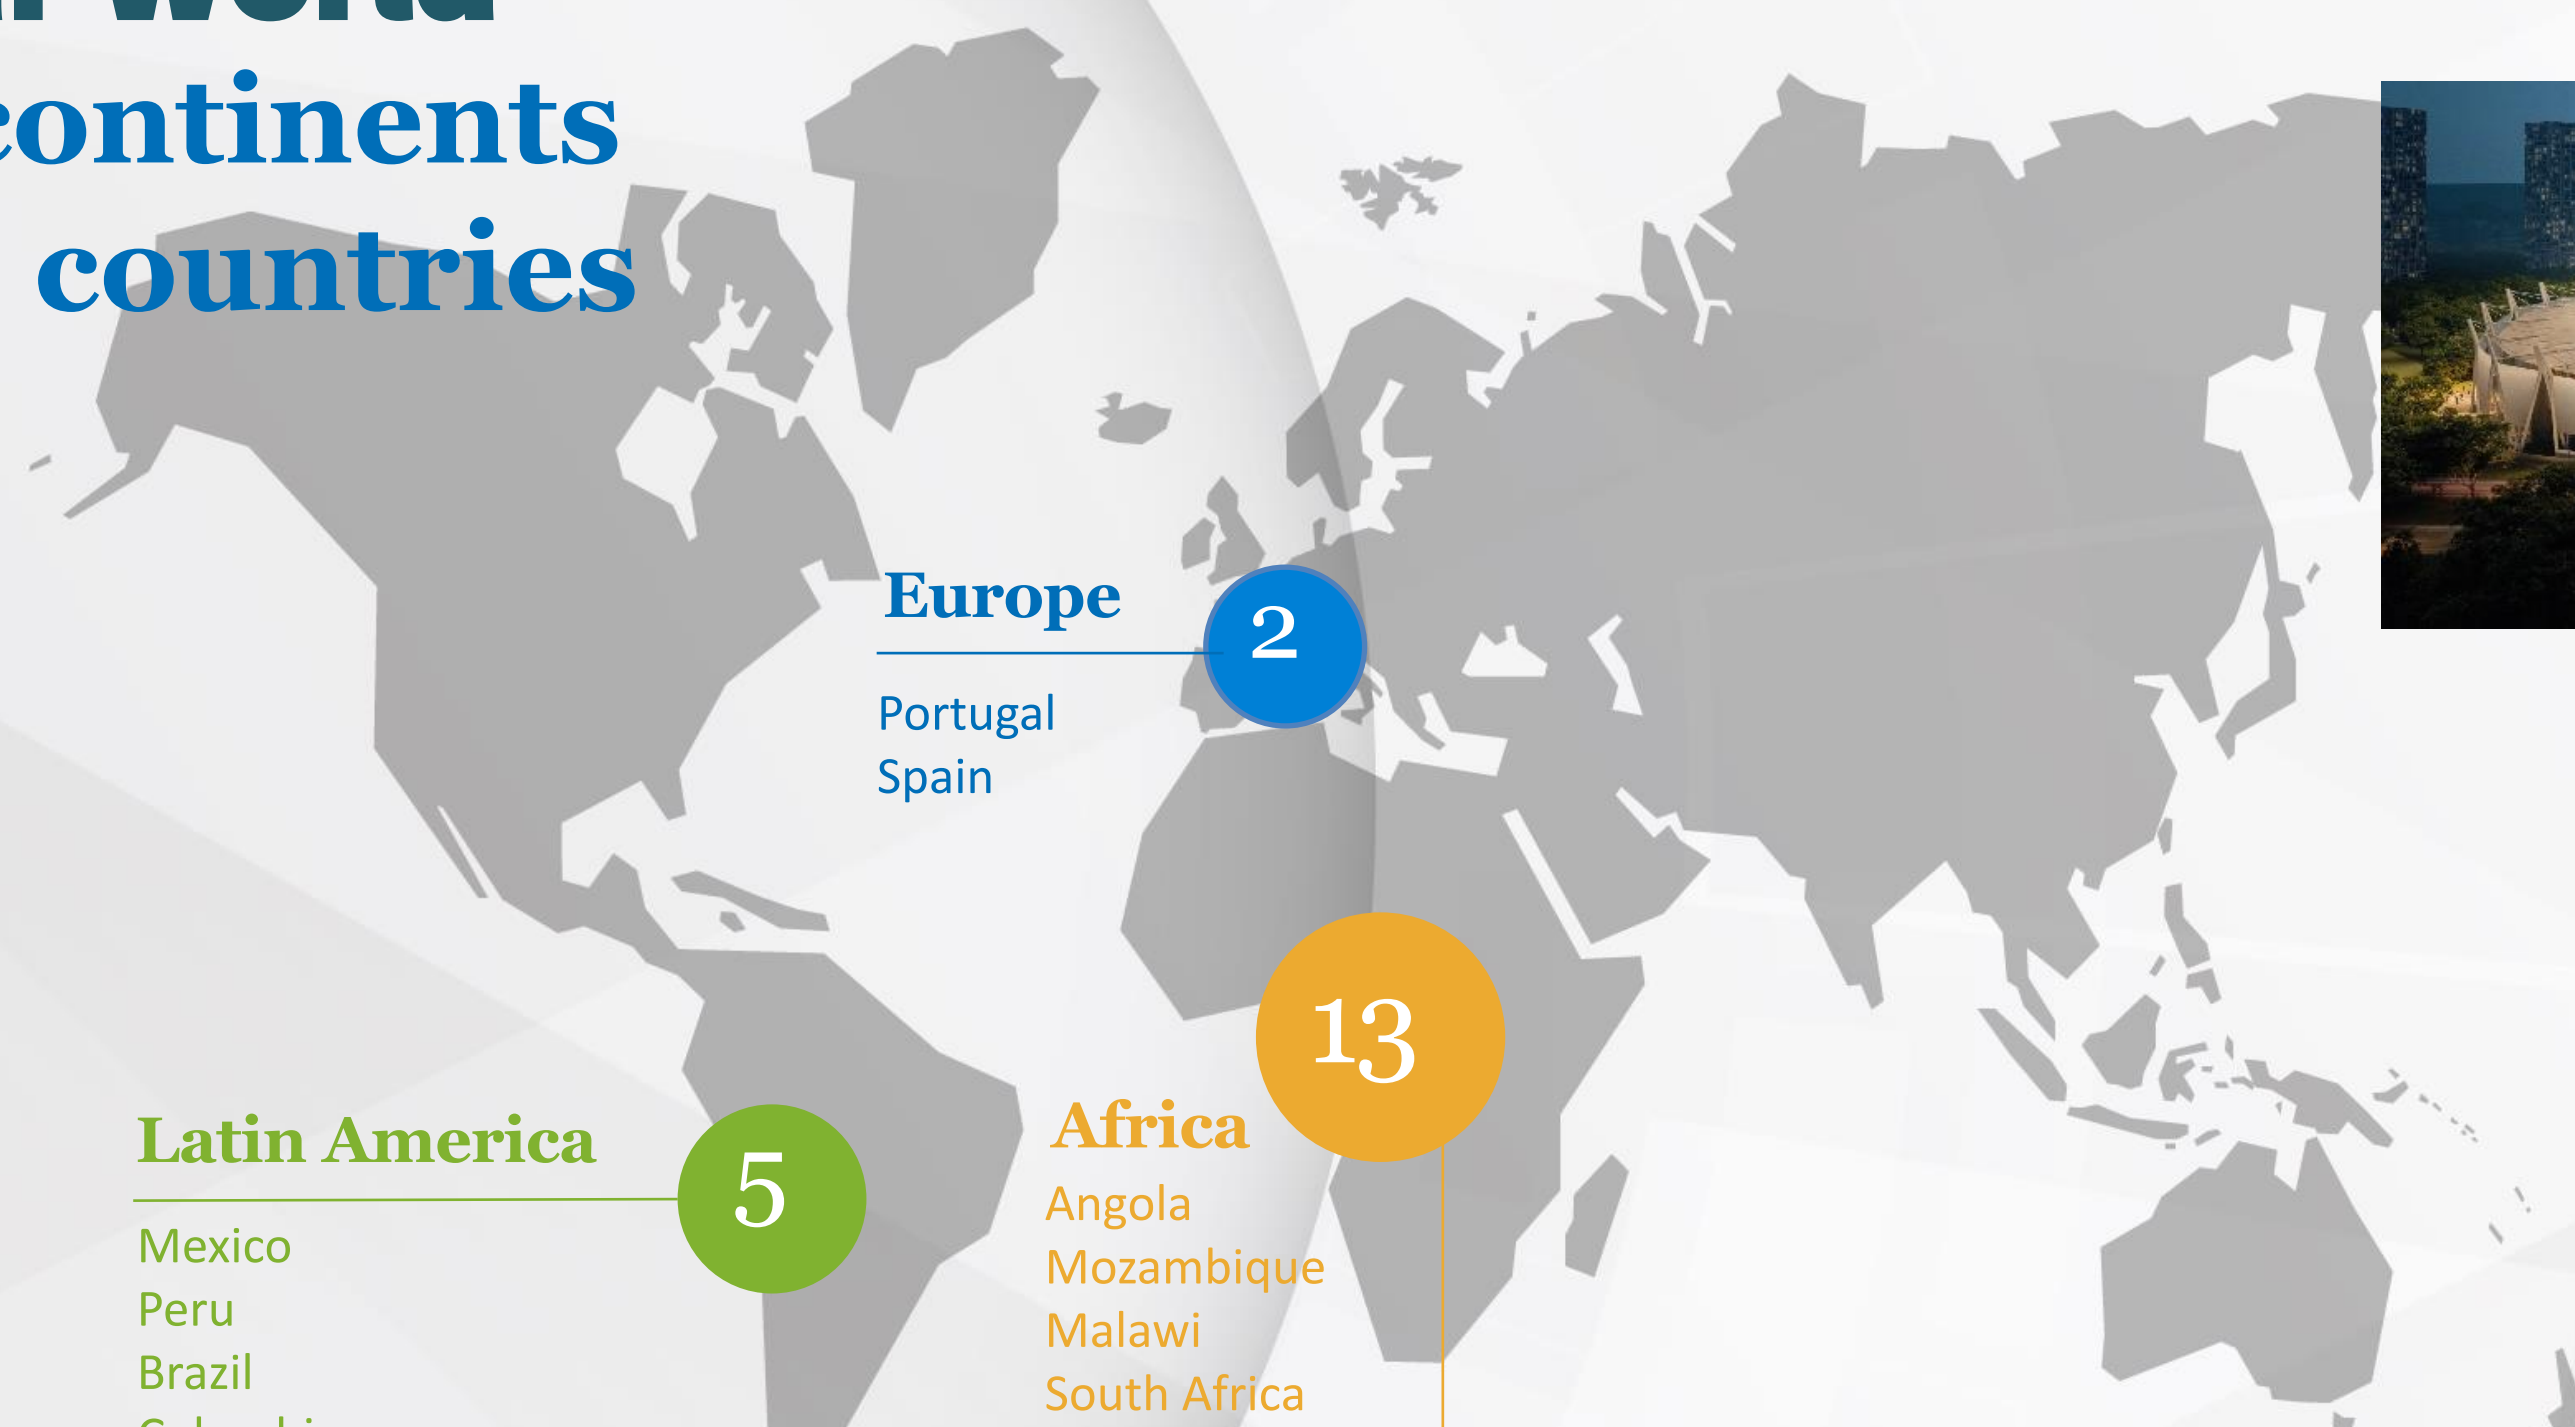 world
continents
countries
Europe
2
Portugal
Spain
13
Africa
Latin America
5
Angola
Mozambique
Malawi
South Africa
Mexico
Peru
Brazil